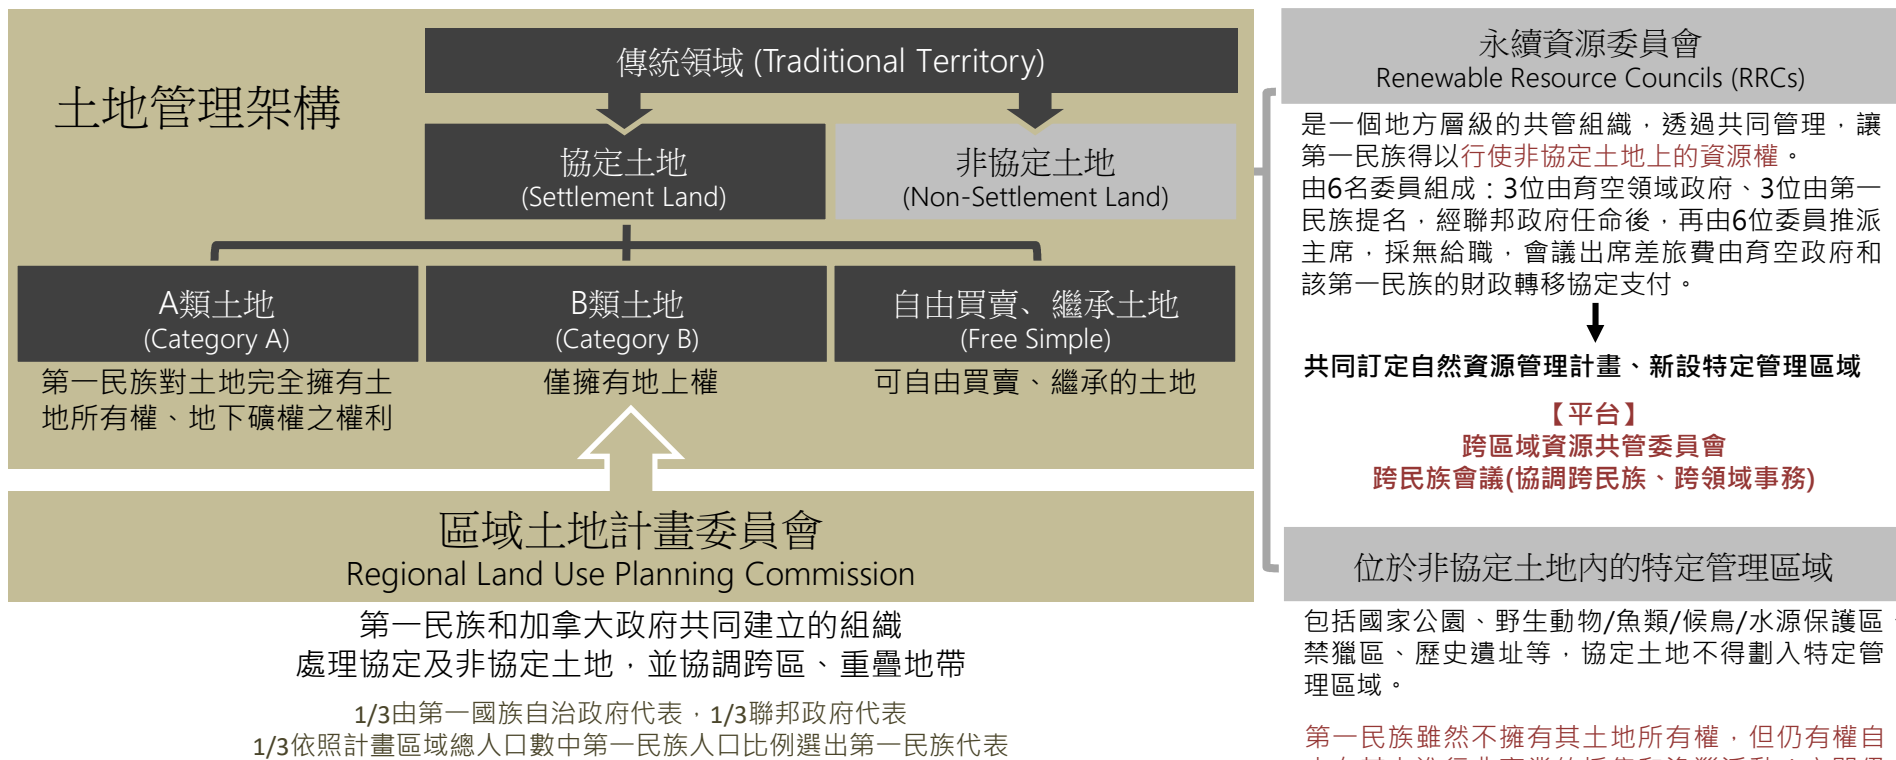 土地管理架構
傳統領域 (Traditional Territory)
協定土地
(Settlement Land)
非協定土地
(Non-Settlement Land)
A類土地
(Category A)
B類土地
(Category B)
自由買賣、繼承土地
(Free Simple)
第一民族對土地完全擁有土
地所有權、地下礦權之權利
僅擁有地上權
可自由買賣、繼承的土地
區域土地計畫委員會
Regional Land Use Planning Commission
第一民族和加拿大政府共同建立的組織
處理協定及非協定土地，並協調跨區、重疊地帶
1/3由第一國族自治政府代表，1/3聯邦政府代表
1/3依照計畫區域總人口數中第一民族人口比例選出第一民族代表
永續資源委員會
Renewable Resource Councils (RRCs)
是一個地方層級的共管組織，透過共同管理，讓
第一民族得以行使非協定土地上的資源權。
由6名委員組成：3位由育空領域政府、3位由第一
民族提名，經聯邦政府任命後，再由6位委員推派
主席，採無給職，會議出席差旅費由育空政府和
該第一民族的財政轉移協定支付。
共同訂定自然資源管理計畫、新設特定管理區域
【平台】
跨區域資源共管委員會
跨民族會議(協調跨民族、跨領域事務)
位於非協定土地內的特定管理區域
包括國家公園、野生動物/魚類/候鳥/水源保護區、
禁獵區、歷史遺址等，協定土地不得劃入特定管
理區域。
第一民族雖然不擁有其土地所有權，但仍有權自